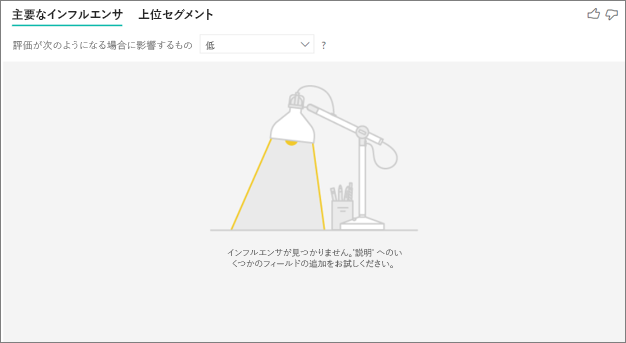 主要なインフルエンサ 上位セグメント
評価が次のようになる場合に影響するもの 低 ?
インフルエンサが見つかりません。"説明" へのい
くつかのフィールドの追加をお試しください。